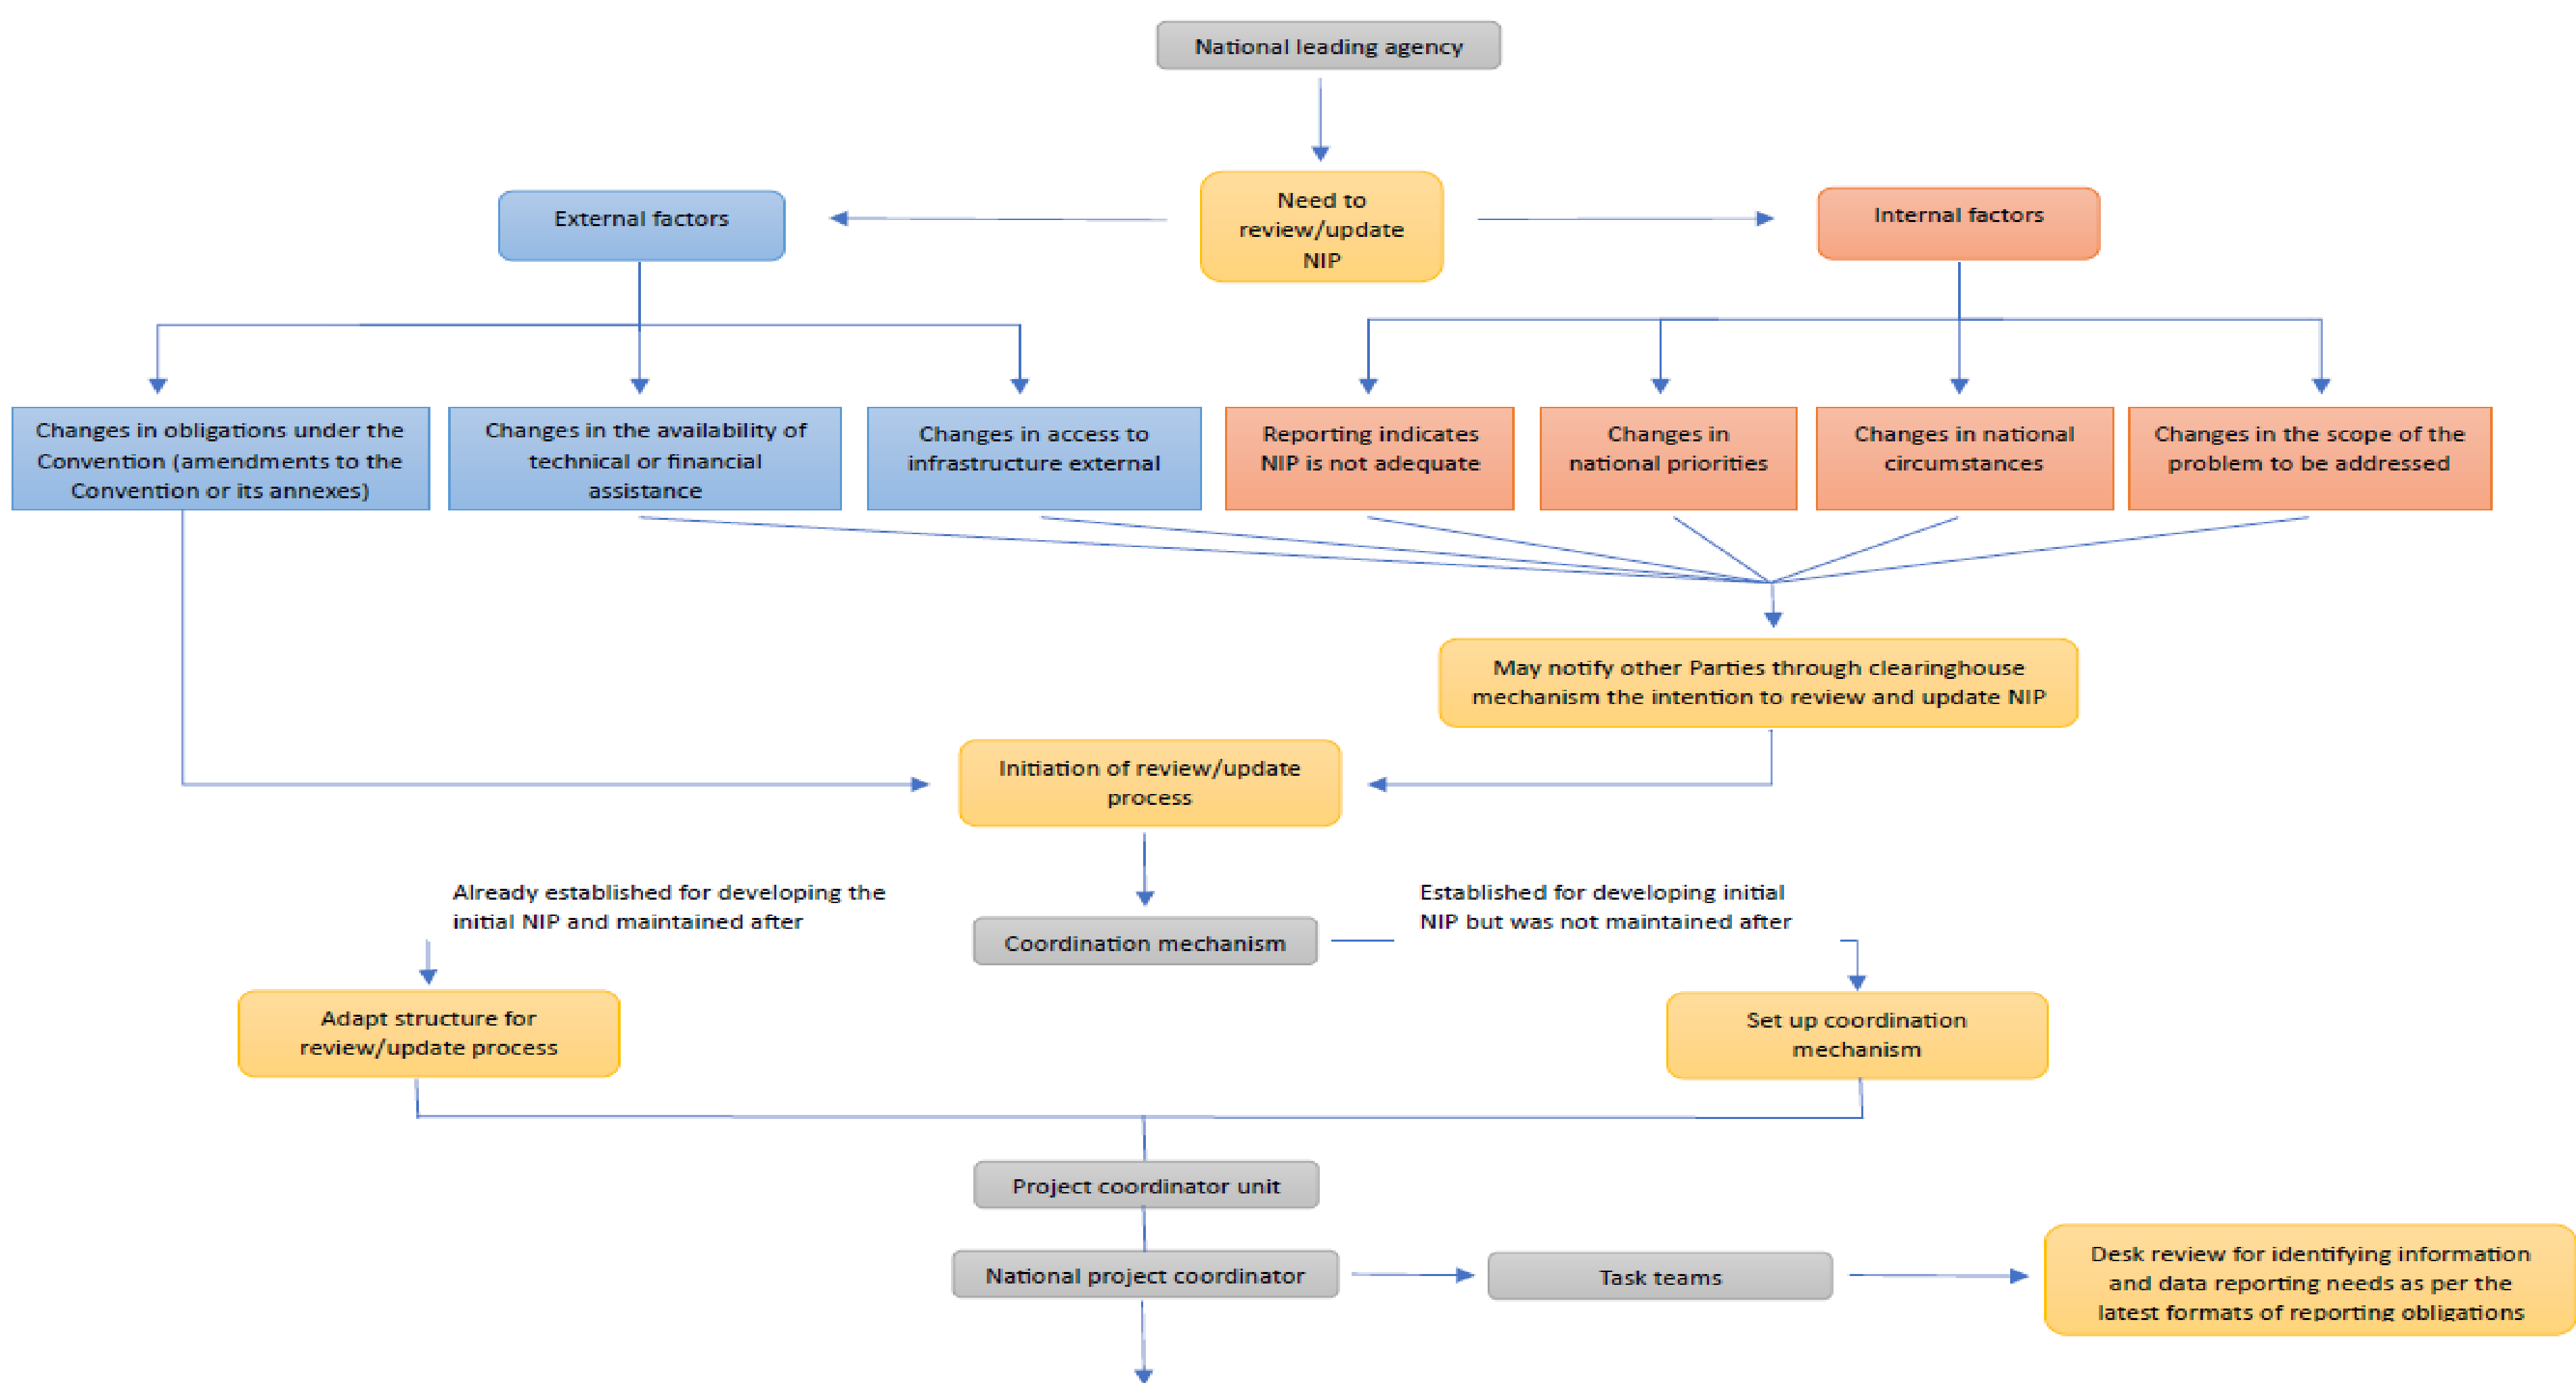 National leading agency
External factors
Need to
review/update
NIP
Internal factors
Changes in obligations under the
Convention (amendments to the
Convention or its annexes)
Changes in the availability of
technical or financial
assistance
Changes in access to
infrastructure external
Reporting indicates
NIP is not adequate
Changes in
national priorities
Changes in national
circumstances
Changes in the scope of the
problem to be addressed
May notify other Parties through clearinghouse
mechanism the intention to review and update NIP
Initiation of review/update
process
Already established for developing the
initial NIP and maintained after
Coordination mechanism
Established for developing initial
NIP but was not maintained after
Adapt structure for
review/update process
Set up coordination
mechanism
Project coordinator unit
National project coordinator
Task teams
Desk review for identifying information
and data reporting needs as per the
latest formats of reporting obligations